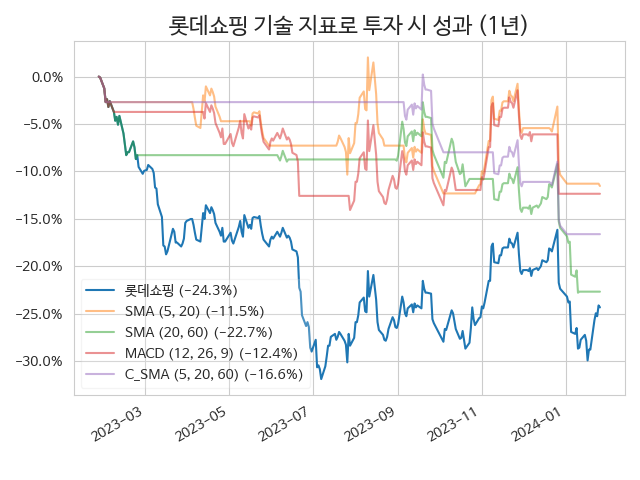 롯데쇼핑 기술 지표로 투자 시 성과 (1년)
0.0%
−5.0%
−10.0%
−15.0%
−20.0%
−25.0%
−30.0%
롯데쇼핑 (−24.3%)
SMA (5, 20) (−11.5%)
SMA (20, 60) (−22.7%)
MACD (12, 26, 9) (−12.4%)
C_SMA (5, 20, 60) (−16.6%)
2023−03
2023−05
2023−07
2023−09
2023−11
2024−01